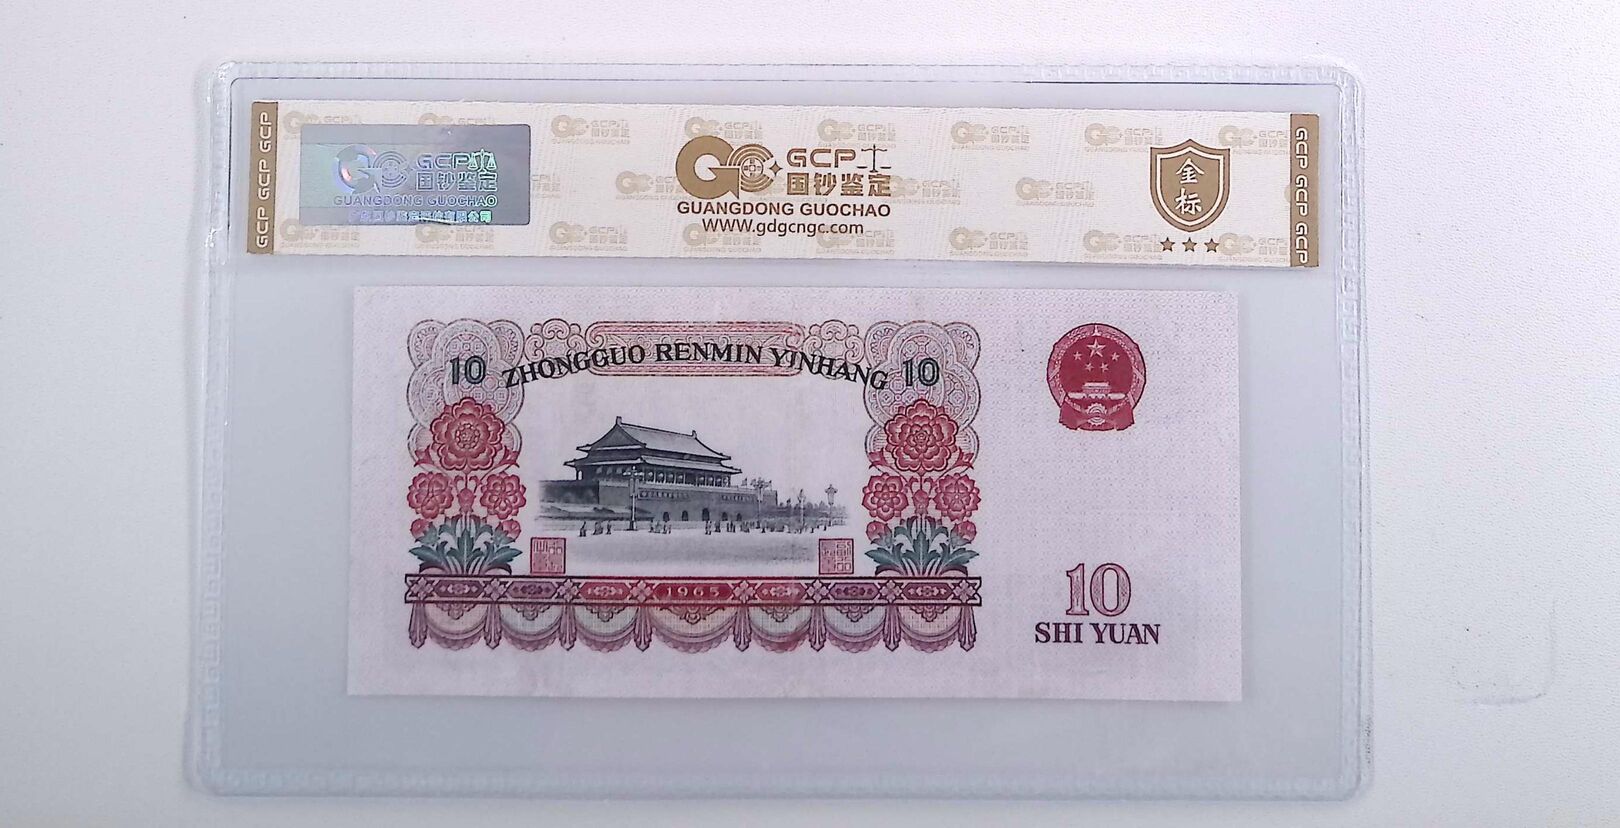 GCP GCP GCP
GCP
国钞鉴定
GUANGDONG GUOCHAO
GCP
国钞鉴定
GUANGDONG GUOCHAO
WWW.gdgcngc.com
金标
GCP GCP GCP
10 ZHONGGUO RENMIN YINHANG 10
1965
10
SHI YUAN